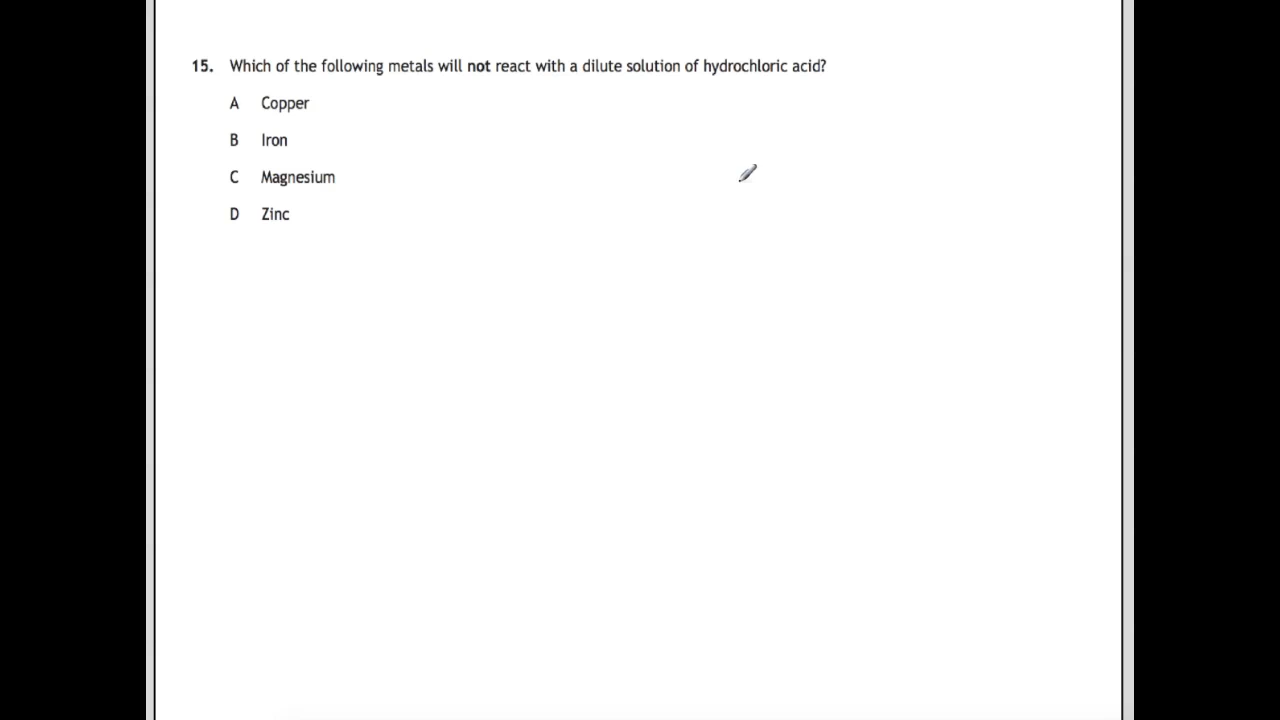 15. Which of the following metals will not react with a dilute solution of hydrochloric acid?
A Copper
B Iron
C Magnesium
D Zinc